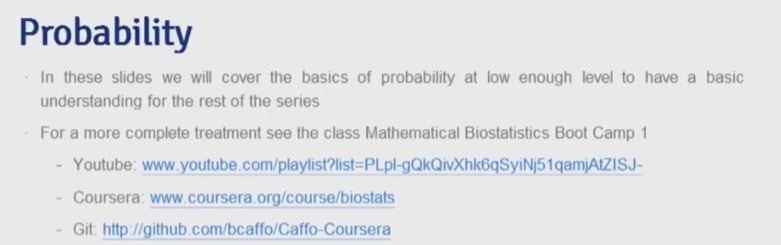 Probability
· In these slides we will cover the basics of probability at low enough level to have a basic
understanding for the rest of the series
· For a more complete treatment see the class Mathematical Biostatistics Boot Camp 1
- Youtube: www.youtube.com/playlist?list=PLpl-gQkQivXhk6qSyiNj51qamjAtZISJ-
- Coursera: www.coursera.org/course/biostats
- Git: http://github.com/bcaffo/Caffo-Coursera